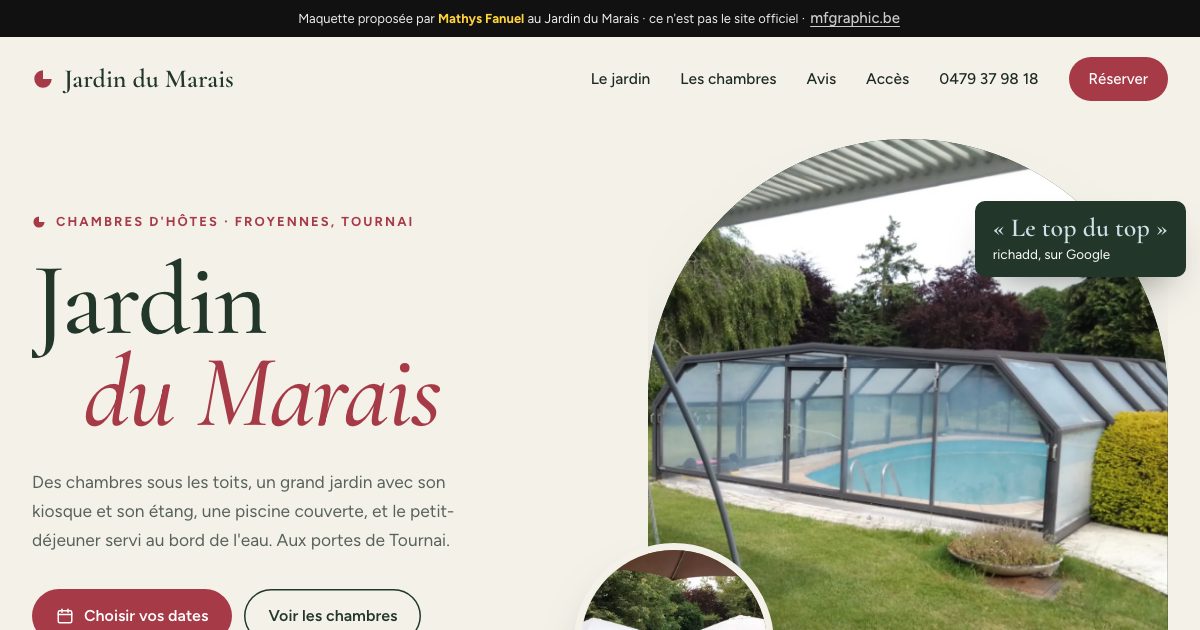 Maquette proposée par Mathys Fanuel au Jardin du Marais · ce n'est pas le site officiel · mfgraphic.be
Jardin du Marais
Le jardin
Les chambres
Avis
Accès
0479 37 98 18
Réserver
CHAMBRES D'HÔTES · FROYENNES, TOURNAI
Jardin
du Marais
Des chambres sous les toits, un grand jardin avec son
kiosque et son étang, une piscine couverte, et le petit-
déjeuner servi au bord de l'eau. Aux portes de Tournai.
Choisir vos dates
Voir les chambres
« Le top du top »
richadd, sur Google